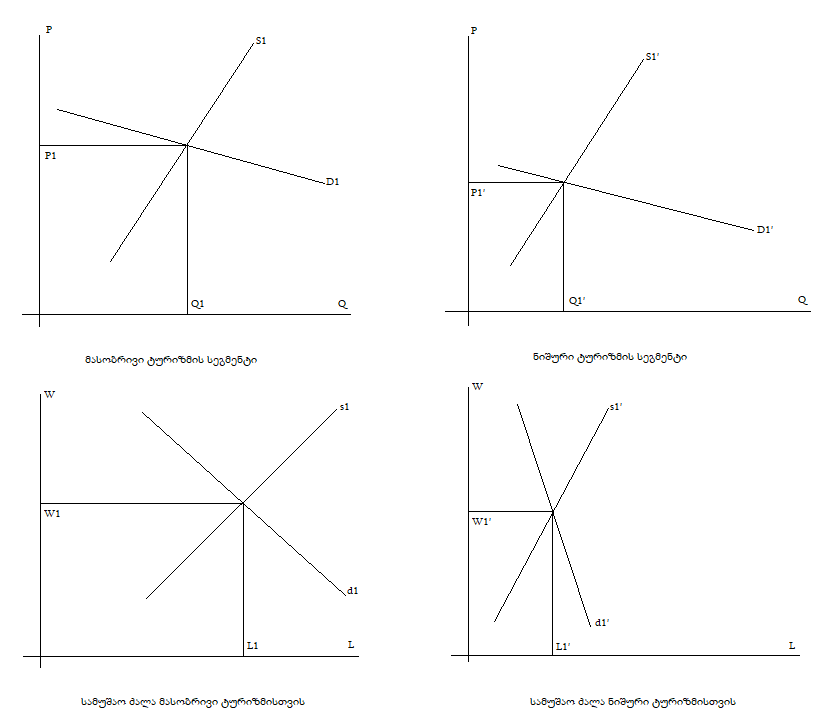 P
S1
P1
D1
Q1
Q
მასობრივი ტურიზმის სეგმენტი
P
S1'
P1'
D1'
Q1'
Q
ნიშური ტურიზმის სეგმენტი
W
s1
W1
d1
L1
L
სამუშაო ძალა მასობრივი ტურიზმისთვის
W
s1'
W1'
d1'
L1'
L
სამუშაო ძალა ნიშური ტურიზმისთვის